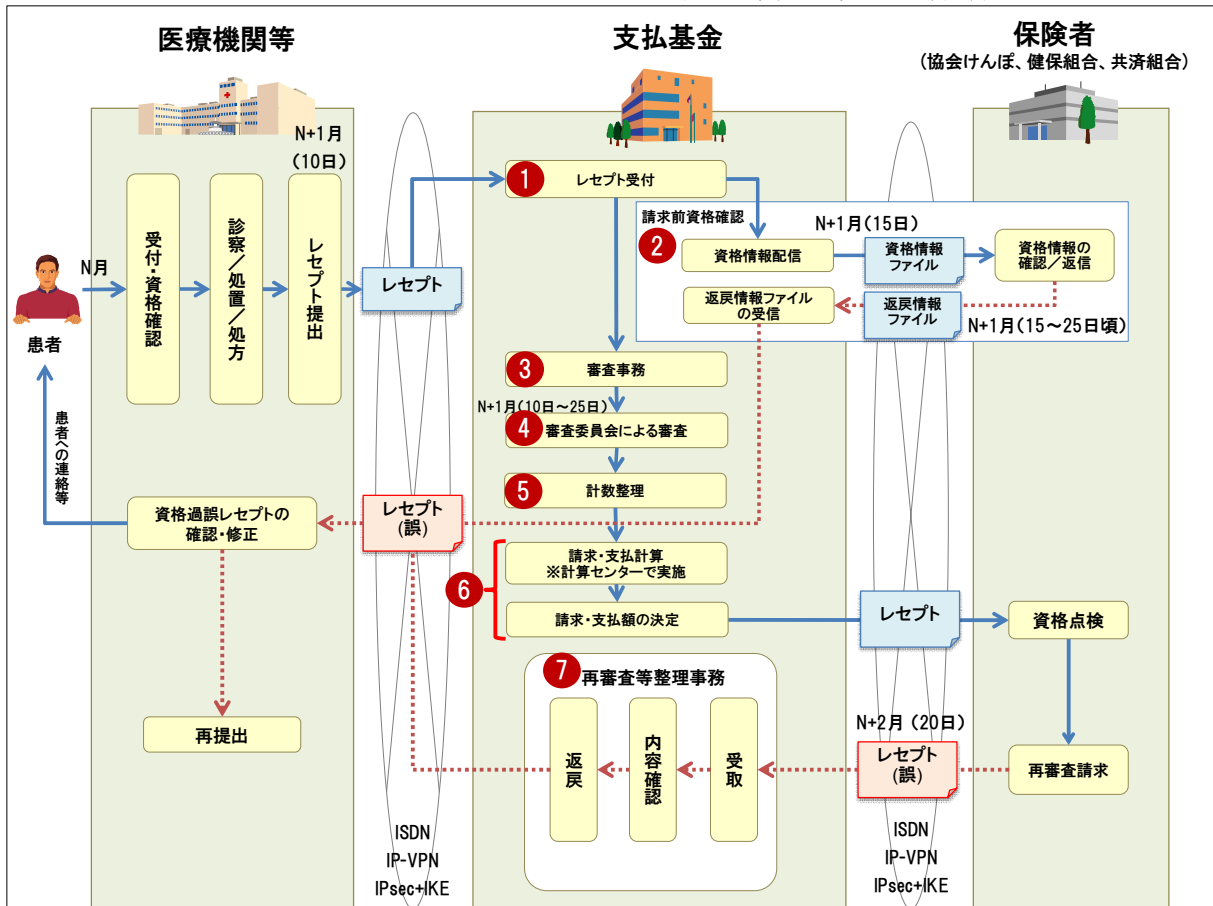 医療機関等
支払基金
保険者
（協会けんぽ、健保組合、共済組合）
N+1月
（10日）
N月
患者
受付・資格確認
診察／処置／処方
レセプト提出
レセプト
1
レセプト受付
請求前資格確認
2
資格情報配信
N+1月（15日）
資格情報
ファイル
資格情報の
確認／返信
返戻情報ファイル
の受信
返戻情報
ファイル
N+1月（15～25日頃）
3
審査事務
N+1月（10日～25日）
4
審査委員会による審査
5
計数整理
患者への連絡等
資格過誤レセプトの
確認・修正
レセプト
(誤)
6
請求・支払計算
※計算センターで実施
請求・支払額の決定
レセプト
資格点検
7
再審査等整理事務
返戻
内容確認
受取
N+2月（20日）
レセプト
(誤)
再審査請求
再提出
ISDN
IP-VPN
IPsec+IKE
ISDN
IP-VPN
IPsec+IKE